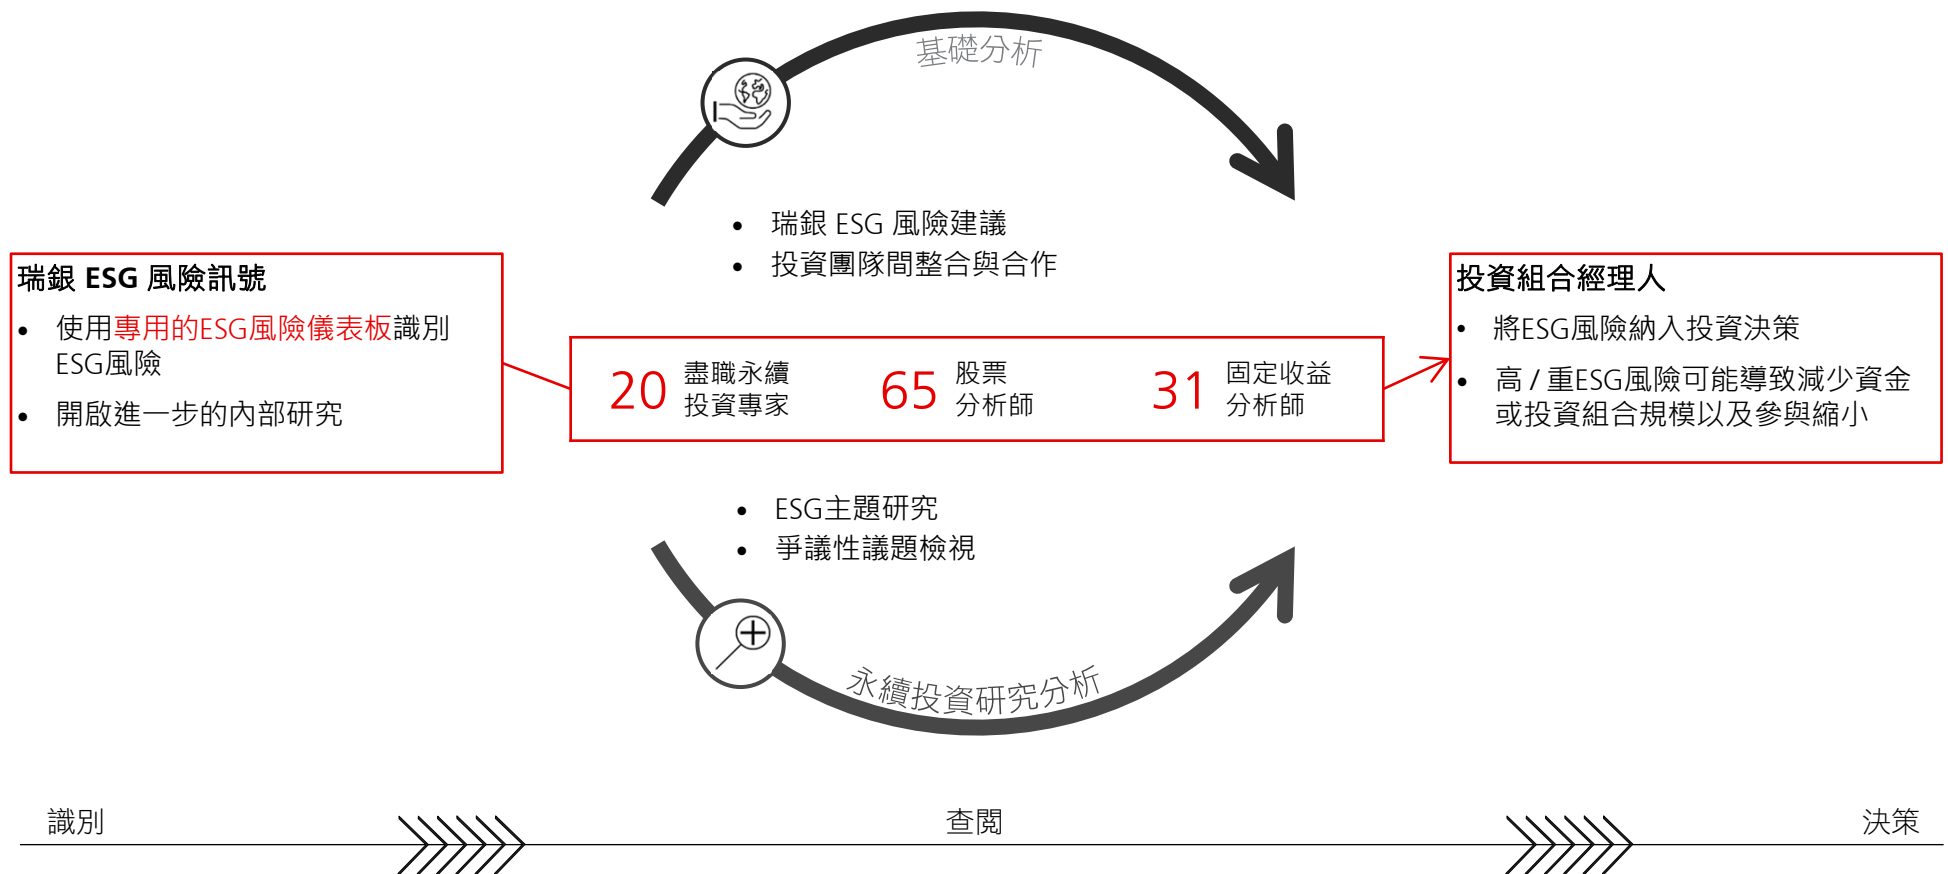 基礎分析
• 瑞銀 ESG 風險建議
• 投資團隊間整合與合作
瑞銀 ESG 風險訊號
• 使用專用的ESG風險儀表板識別
ESG風險
• 開啟進一步的內部研究
20 盡職永續
投資專家
65 股票
分析師
31 固定收益
分析師
投資組合經理人
• 將ESG風險納入投資決策
• 高 / 重ESG風險可能導致減少資金
或投資組合規模以及參與縮小
• ESG主題研究
• 爭議性議題檢視
永續投資研究分析
識別
查閱
決策